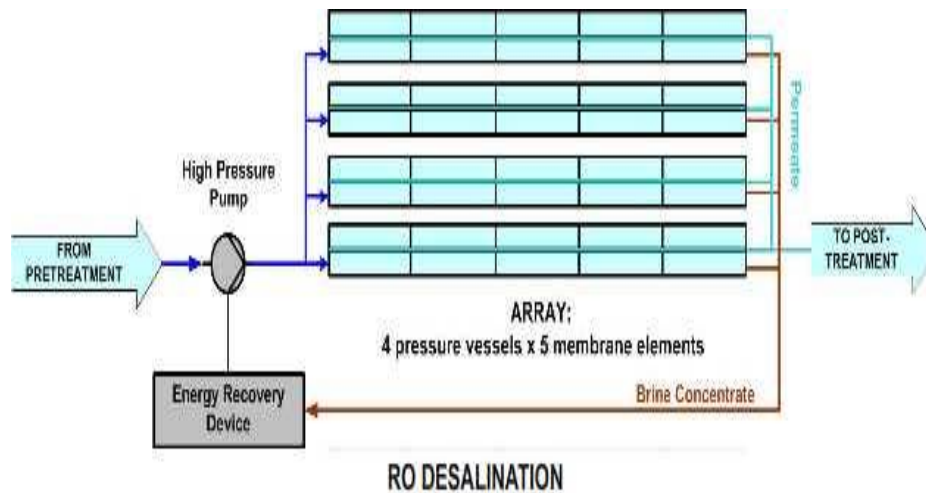 Permeate
High Pressure
Pump
FROM
PRETREATMENT
TO POST-
TREATMENT
ARRAY:
4 pressure vessels x 5 membrane elements
Energy Recovery
Device
Brine Concentrate
RO DESALINATION